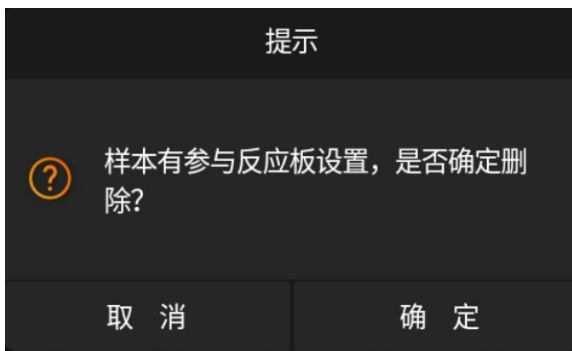 提示
样本有参与反应板设置，是否确定删
除？
取 消
确 定